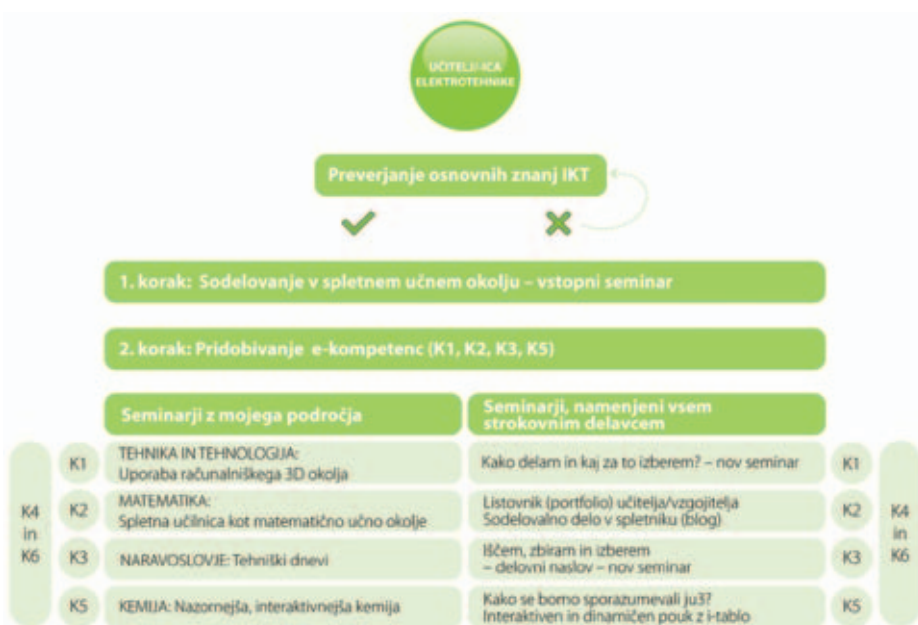 UČITELJ-ICA
ELEKTROTEHNIKE
Preverjanje osnovnih znanj IKT
1. korak: Sodelovanje v spletnem učnem okolju – vstopni seminar
2. korak: Pridobivanje e-kompetenc (K1, K2, K3, K5)
Seminarji z mojega področja
Seminarji, namenjeni vsem
strokovnim delavcem
K4
in
K6
K1
TEHNIKA IN TEHNOLOGIJA:
Uporaba računalniškega 3D okolja
Kako delam in kaj za to izberem? – nov seminar
K1
K2
MATEMATIKA:
Spletna učilnica kot matematično učno okolje
Listovnik (portfolio) učitelja/vzgojitelja
Sodelovalno delo v spletniku (blog)
K2
K3
NARAVOSLOVJE: Tehniški dnevi
Iščem, zbiram in izberem
– delovni naslov – nov seminar
K3
K5
KEMIJA: Nazornejša, interaktivnejša kemija
Kako se bomo sporazumevali ju3?
Interaktiven in dinamičen pouk z i-tablo
K5
K4
in
K6